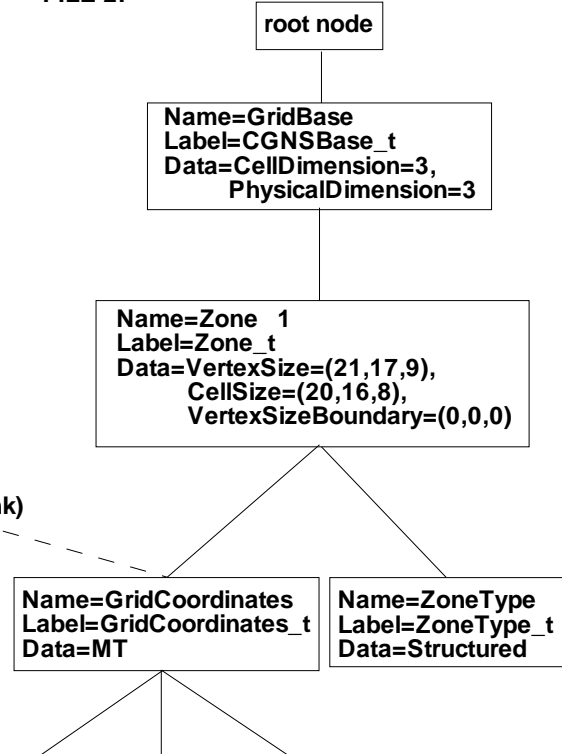 root node
Name=GridBase
Label=CGNSBase_t
Data=CellDimension=3,
PhysicalDimension=3
Name=Zone 1
Label=Zone_t
Data=VertexSize=(21,17,9),
CellSize=(20,16,8),
VertexSizeBoundary=(0,0,0)
Name=GridCoordinates
Label=GridCoordinates_t
Data=MT
Name=ZoneType
Label=ZoneType_t
Data=Structured